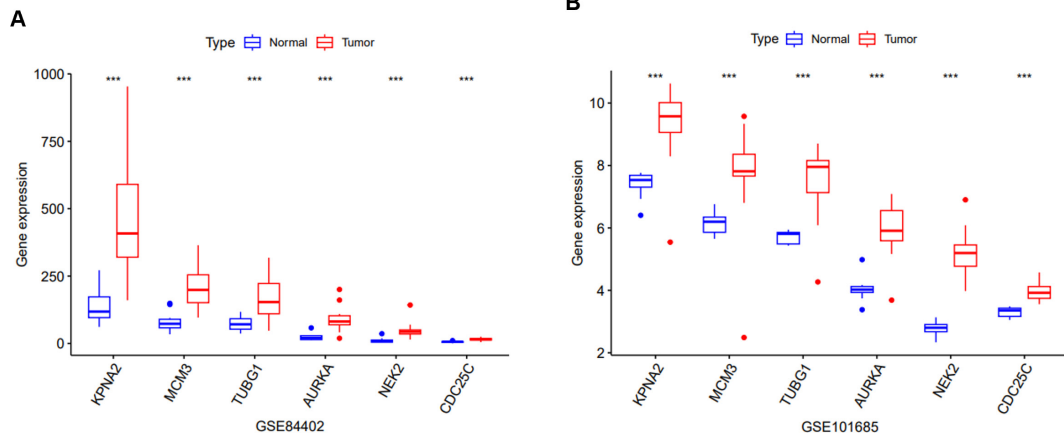 A
Type Normal Tumor
*** *** *** *** *** ***
1000
750
500
250
0
Gene expression
KPNA2 MCM3 TUBG1 AURKA NEK2 CDC25C
GSE84402
B
Type Normal Tumor
*** *** *** *** *** ***
10
8
6
4
2
Gene expression
KPNA2 MCM3 TUBG1 AURKA NEK2 CDC25C
GSE101685